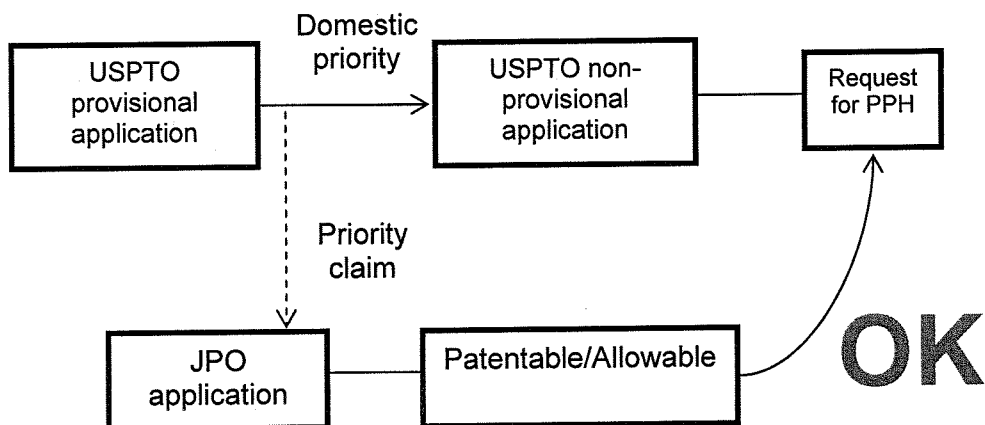 Domestic
priority
USPTO
provisional
application
USPTO non-
provisional
application
Request
for PPH
Priority
claim
JPO
application
Patentable/Allowable
OK